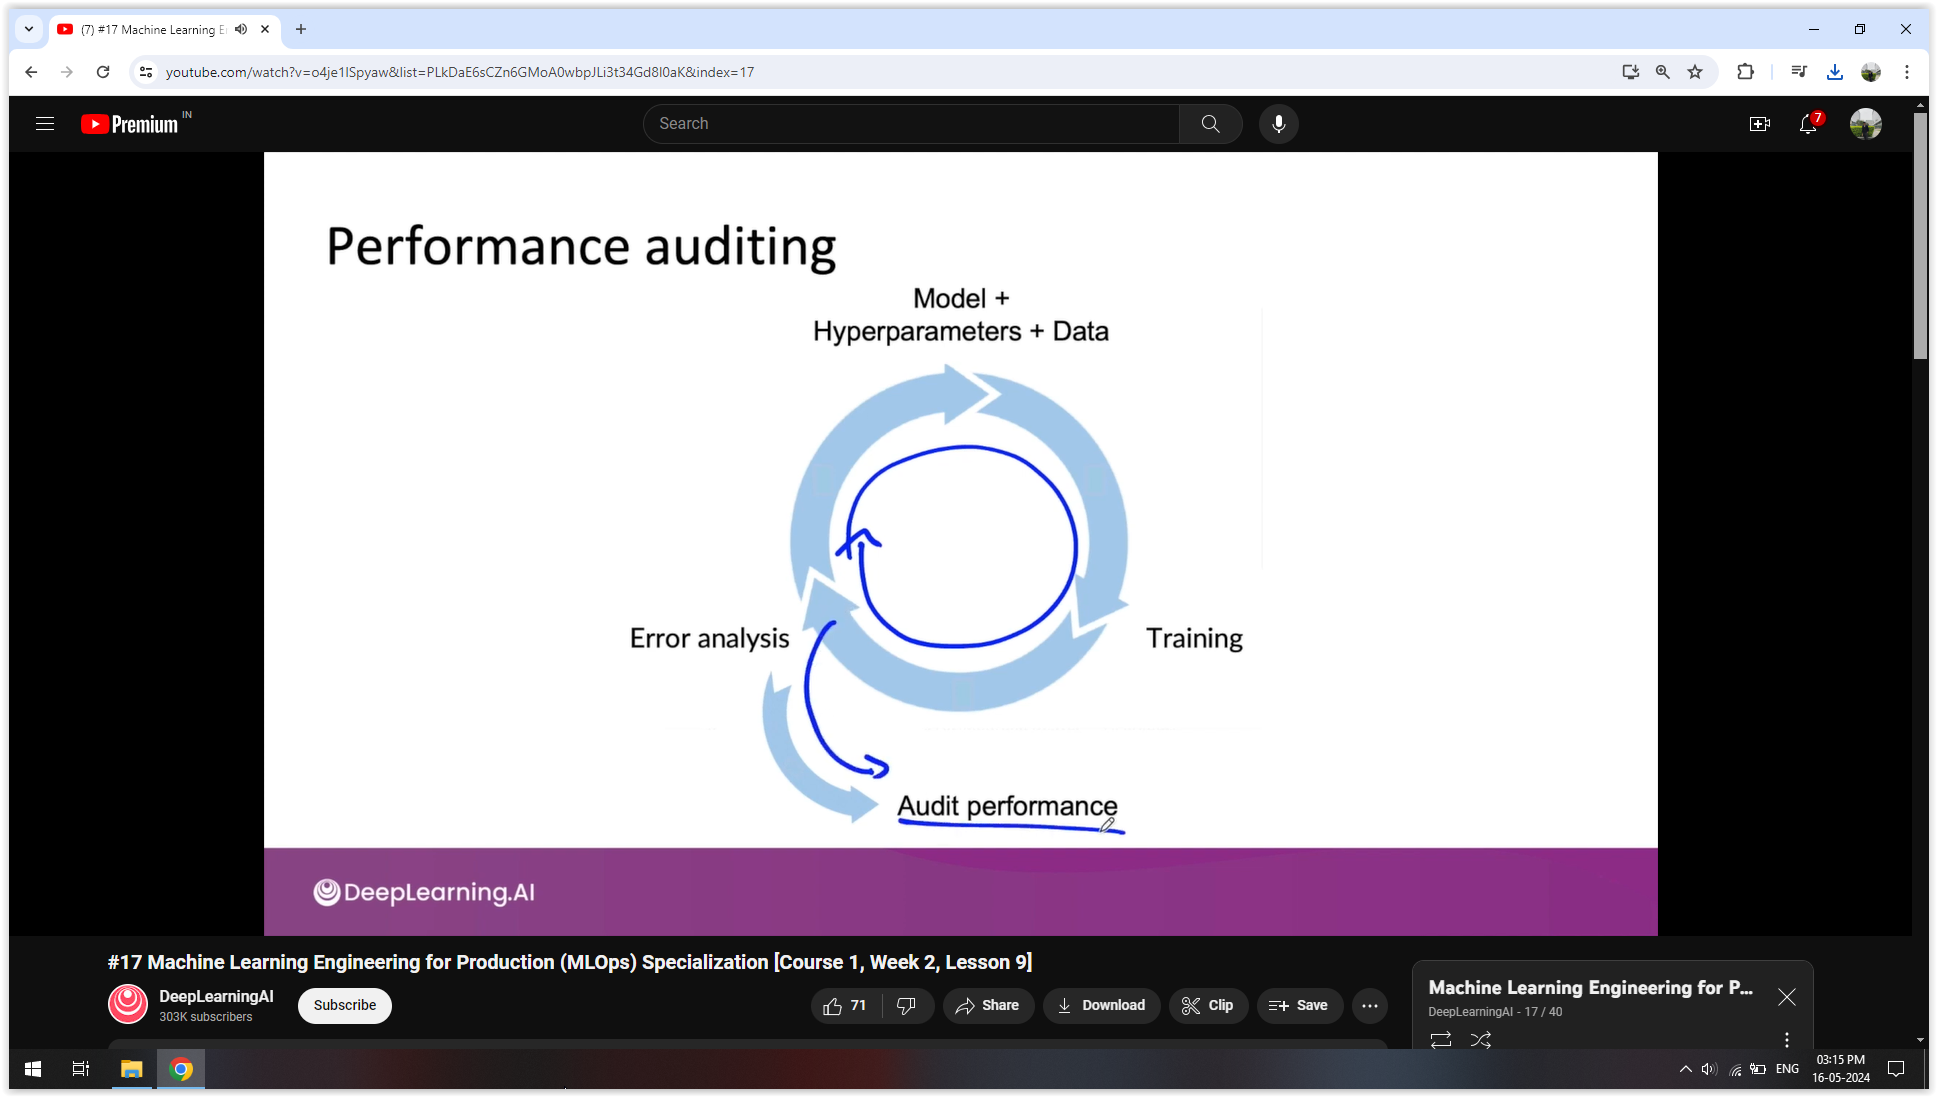 (7) #17 Machine Learning E
youtube.com/watch?v=o4je1ISpyaw&list=PLkDaE6sCZn6GMoA0wbpJLi3t34Gd8l0aK&index=17
Premium IN
Search
7
Performance auditing
Model +
Hyperparameters + Data
Error analysis
Training
Audit performance
DeepLearning.AI
#17 Machine Learning Engineering for Production (MLOps) Specialization [Course 1, Week 2, Lesson 9]
DeepLearningAI
303K subscribers
Subscribe
71
Share
Download
Clip
Save
Machine Learning Engineering for P...
DeepLearningAI - 17 / 40
ENG
03:15 PM
16-05-2024